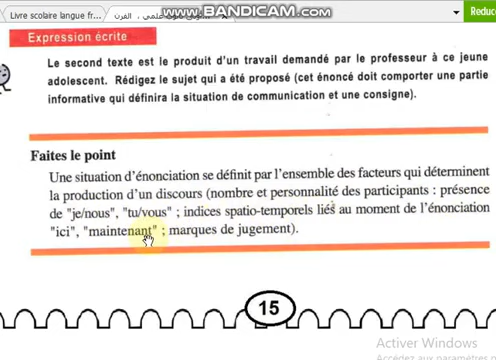 Livre scolaire langue fr
www.BANDICAM.com
Reduc
Expression écrite
Le second texte est le produit d'un travail demandé par le professeur à ce jeune
adolescent. Rédigez le sujet qui a été proposé (cet énoncé doit comporter une partie
informative qui définira la situation de communication et une consigne).
Faites le point
Une situation d'énonciation se définit par l'ensemble des facteurs qui déterminent
la production d'un discours (nombre et personnalité des participants : présence
de "je/nous", "tu/vous" ; indices spatio-temporels liés au moment de l'énonciation
"ici", "maintenant" ; marques de jugement).
15
Activer Windows
Accédez aux paramètres